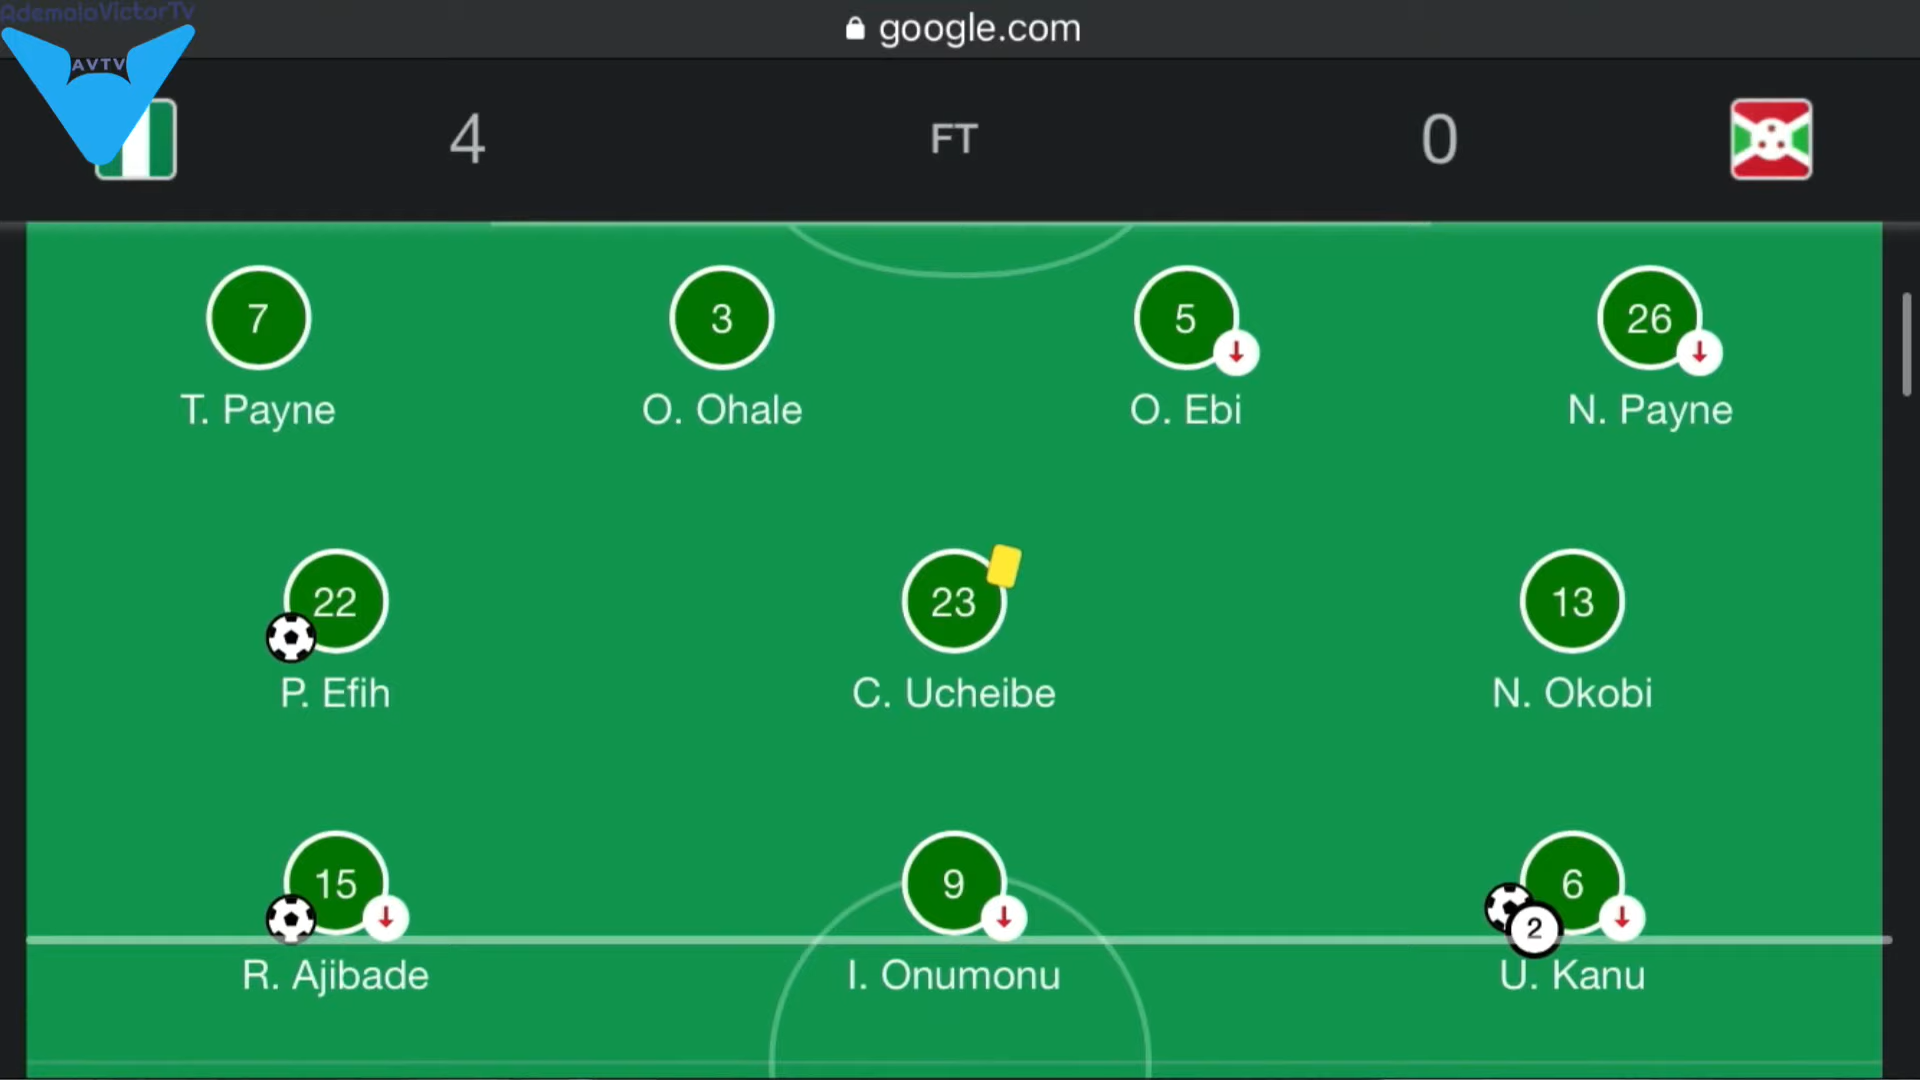 AdemolaVictorTv
AVTV
google.com
4 FT 0
7 3 5 26
T. Payne O. Ohale O. Ebi N. Payne
22 23 13
P. Efih C. Ucheibe N. Okobi
15 9 6
2
R. Ajibade I. Onumonu U. Kanu